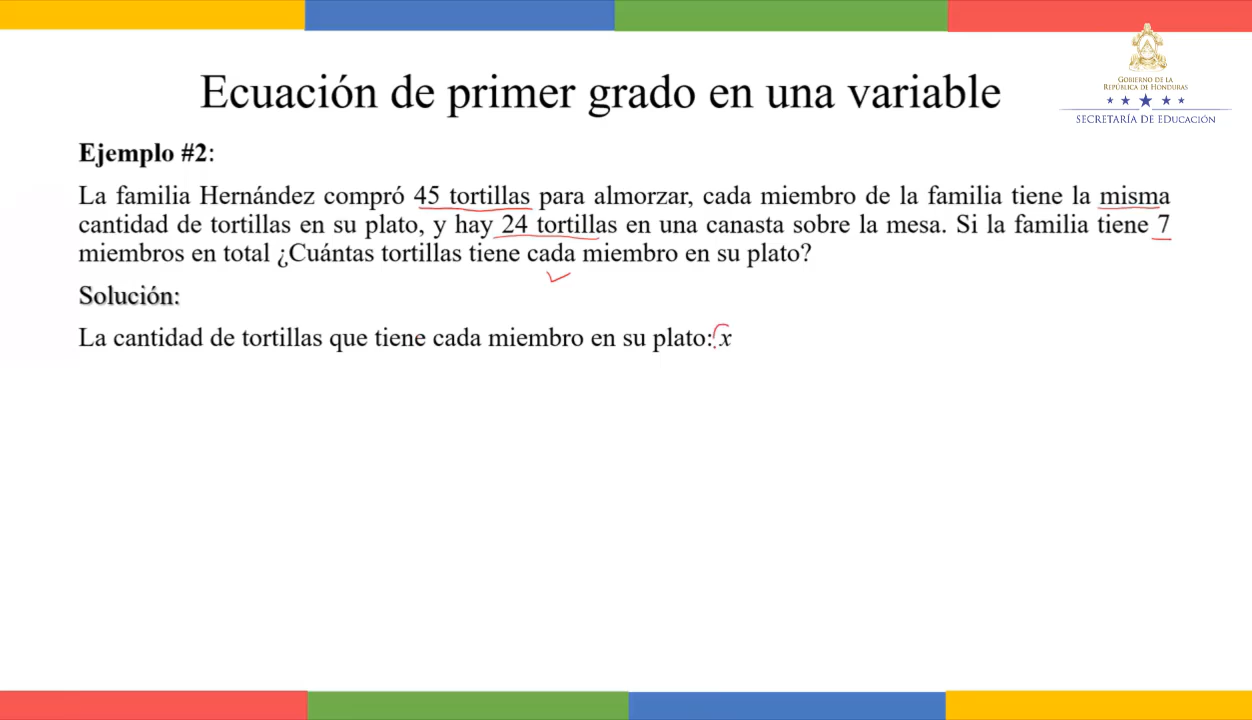 Ecuación de primer grado en una variable
GOBIERNO DE LA
REPÚBLICA DE HONDURAS
SECRETARÍA DE EDUCACIÓN
Ejemplo #2:
La familia Hernández compró 45 tortillas para almorzar, cada miembro de la familia tiene la misma
cantidad de tortillas en su plato, y hay 24 tortillas en una canasta sobre la mesa. Si la familia tiene 7
miembros en total ¿Cuántas tortillas tiene cada miembro en su plato?
Solución:
La cantidad de tortillas que tiene cada miembro en su plato: x